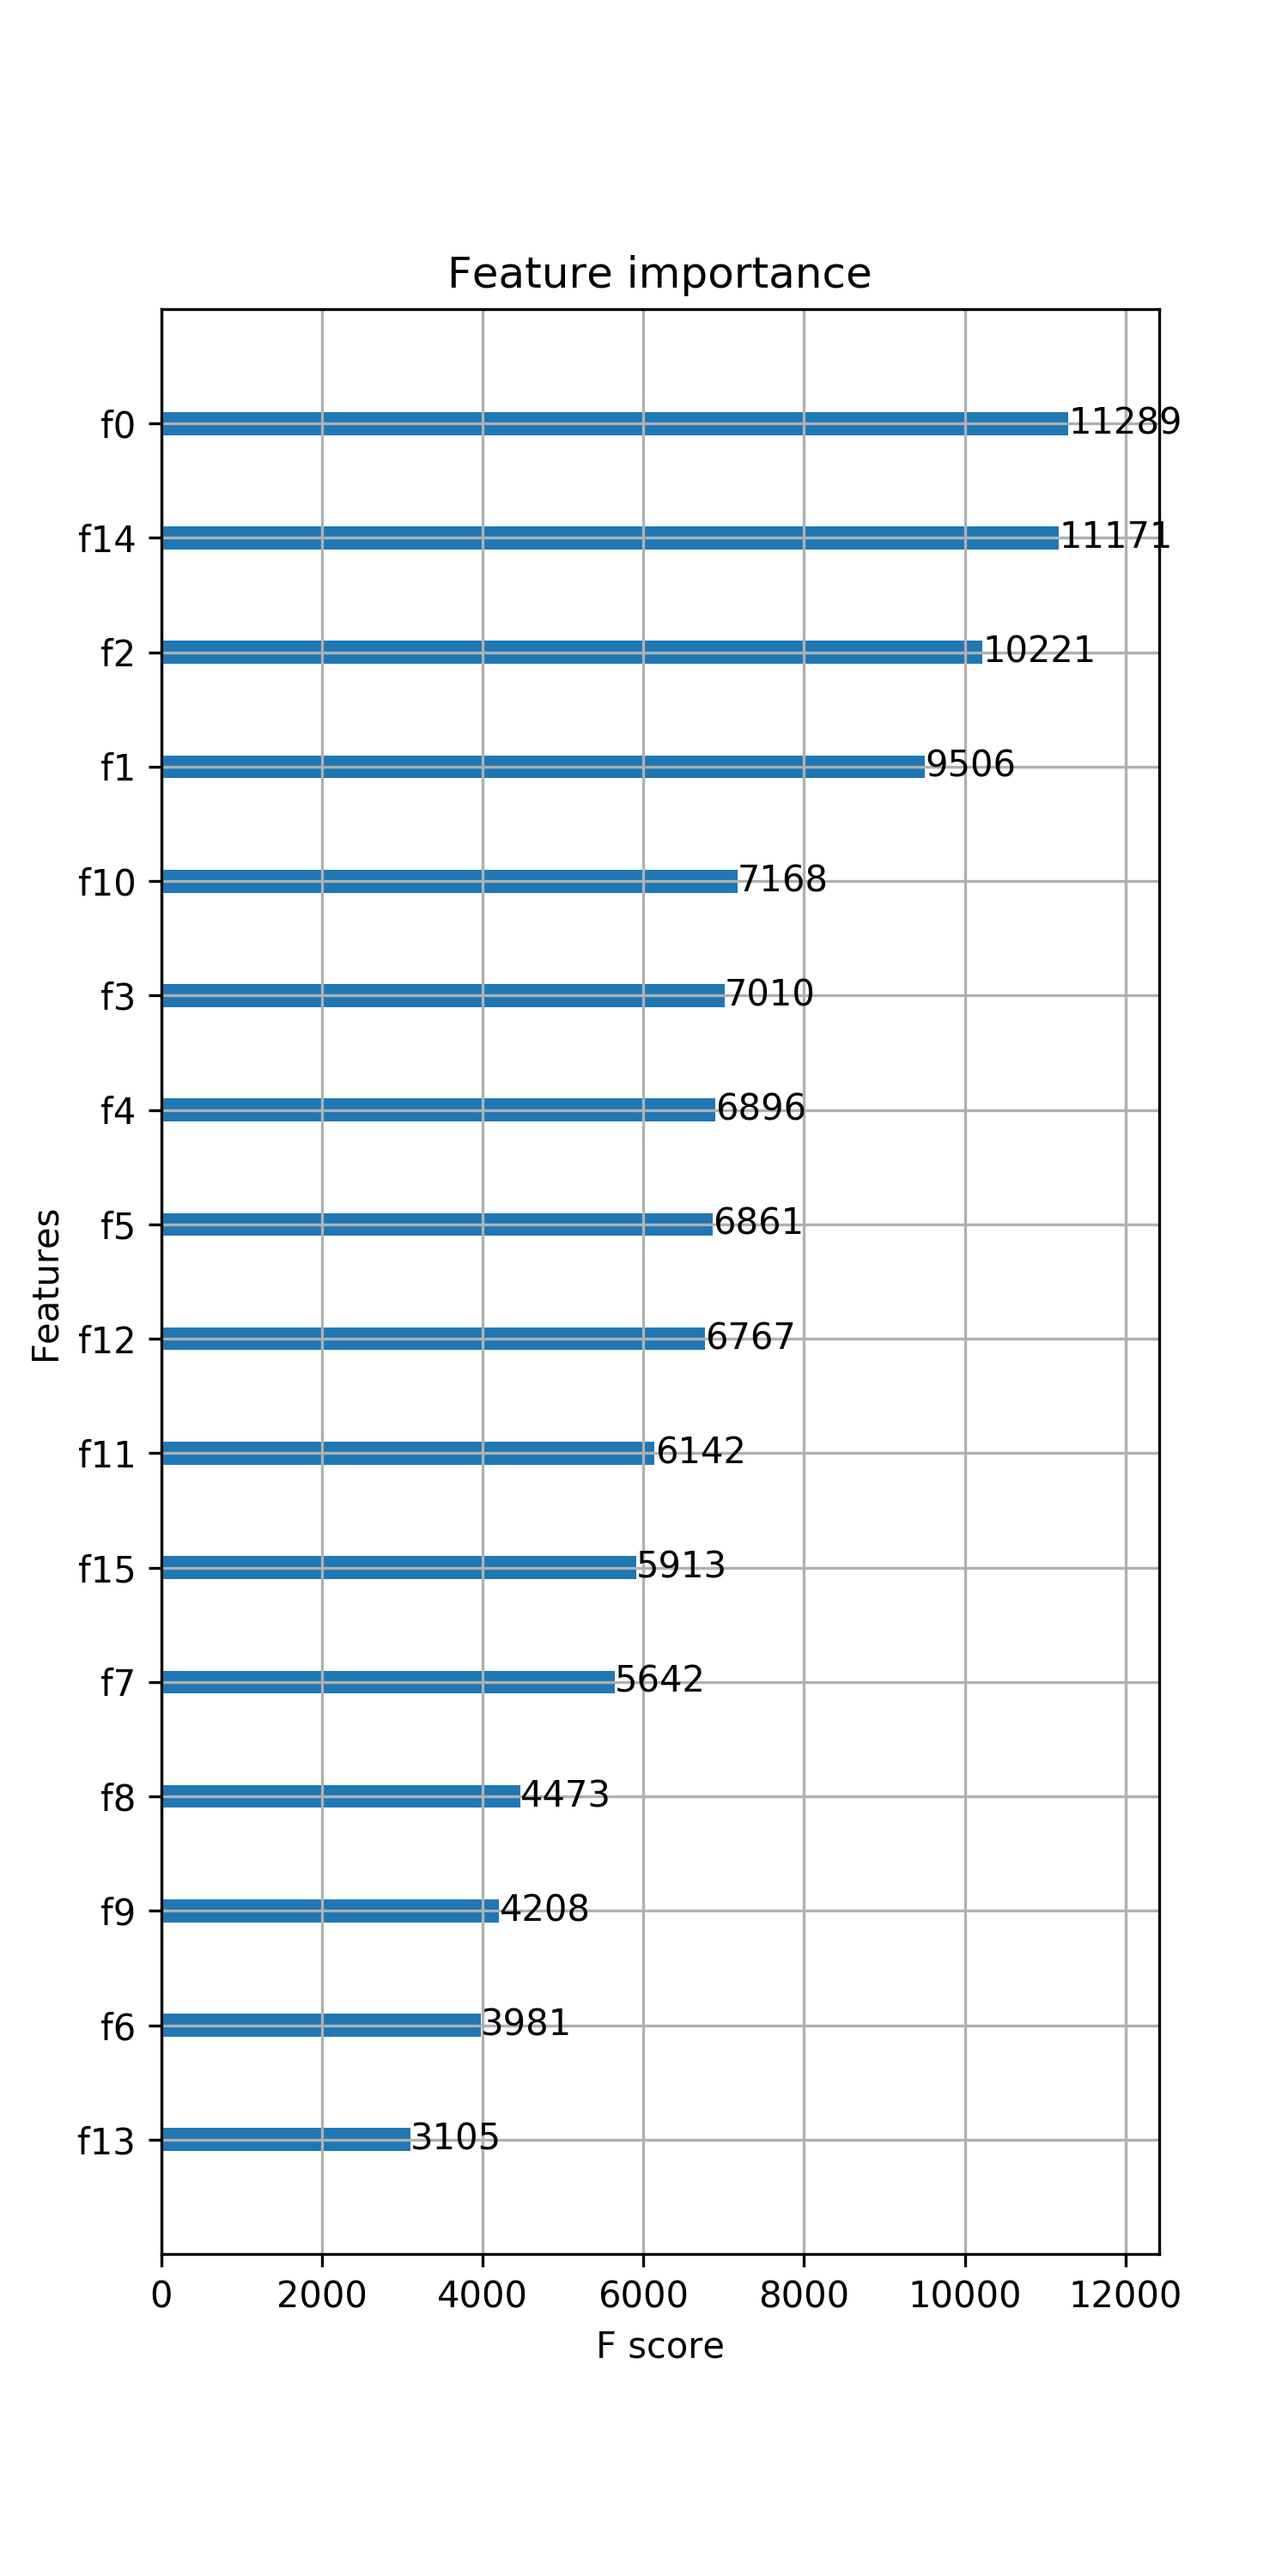 Feature importance
f0 11289
f14 11171
f2 10221
f1 9506
f10 7168
f3 7010
f4 6896
f5 6861
f12 6767
f11 6142
f15 5913
f7 5642
f8 4473
f9 4208
f6 3981
f13 3105
Features
0 2000 4000 6000 8000 10000 12000
F score